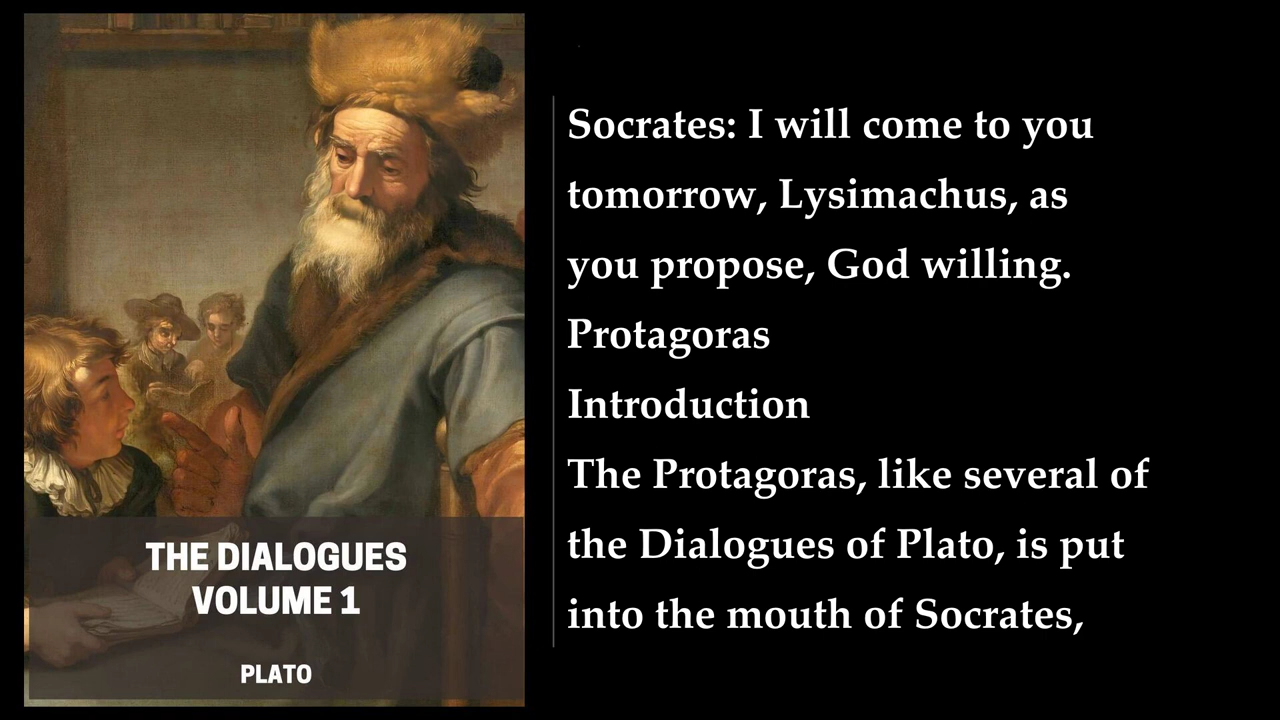 THE DIALOGUES
VOLUME 1
PLATO
Socrates: I will come to you
tomorrow, Lysimachus, as
you propose, God willing.
Protagoras
Introduction
The Protagoras, like several of
the Dialogues of Plato, is put
into the mouth of Socrates,